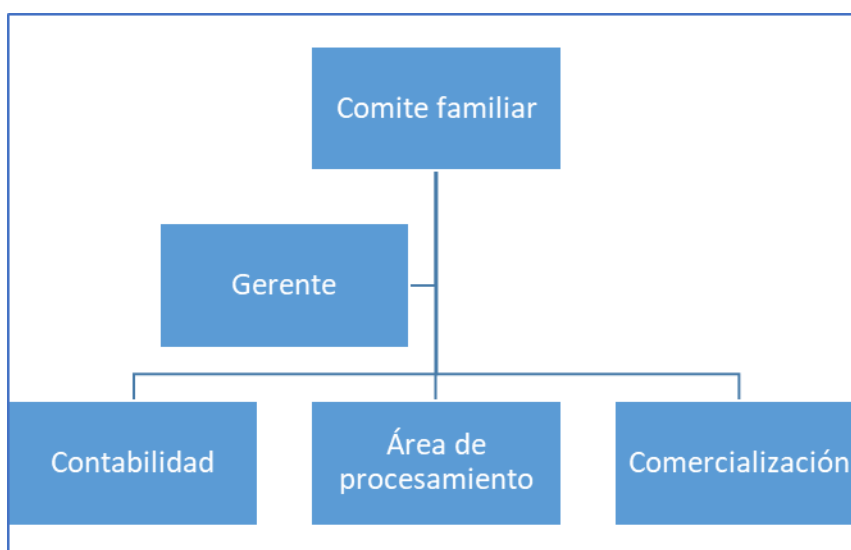 Comite familiar
Gerente
Contabilidad
Área de
procesamiento
Comercialización